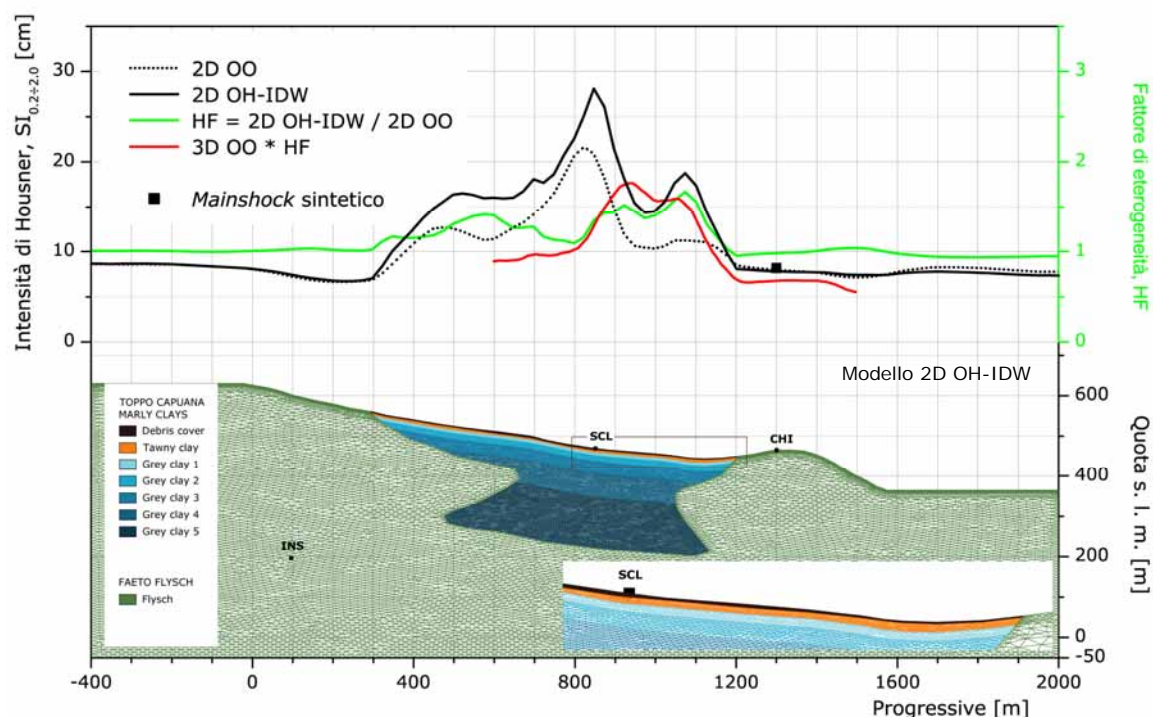 Intensità di Housner, SI0.2÷2.0 [cm]
30
20
10
0
2D OO
2D OH-IDW
HF = 2D OH-IDW / 2D OO
3D OO * HF
Mainshock sintetico
3
2
1
0
Fattore di eterogeneità, HF
Modello 2D OH-IDW
TOPPO CAPUANA
MARLY CLAYS
Debris cover
Tawny clay
Grey clay 1
Grey clay 2
Grey clay 3
Grey clay 4
Grey clay 5
FAETO FLYSCH
Flysch
INS
SCL
CHI
SCL
600
400
200
0
-50
Quota s. l. m. [m]
-400
0
400
800
1200
1600
2000
Progressive [m]